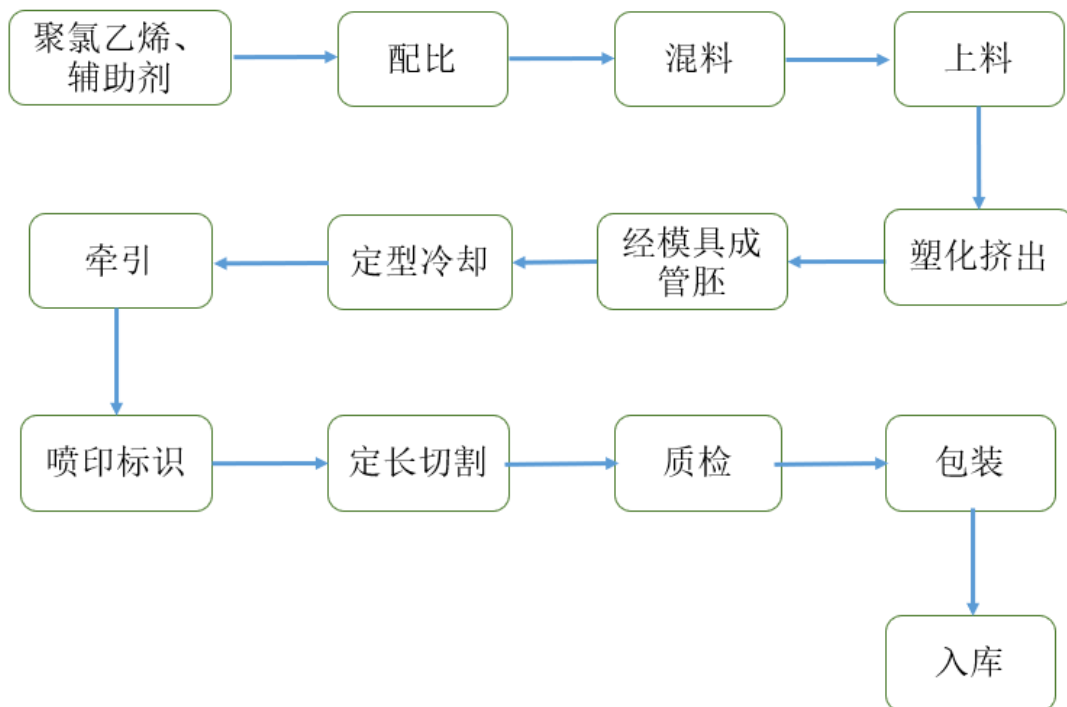 聚氯乙烯、
辅助剂
配比
混料
上料
塑化挤出
经模具成
管胚
定型冷却
牵引
喷印标识
定长切割
质检
包装
入库